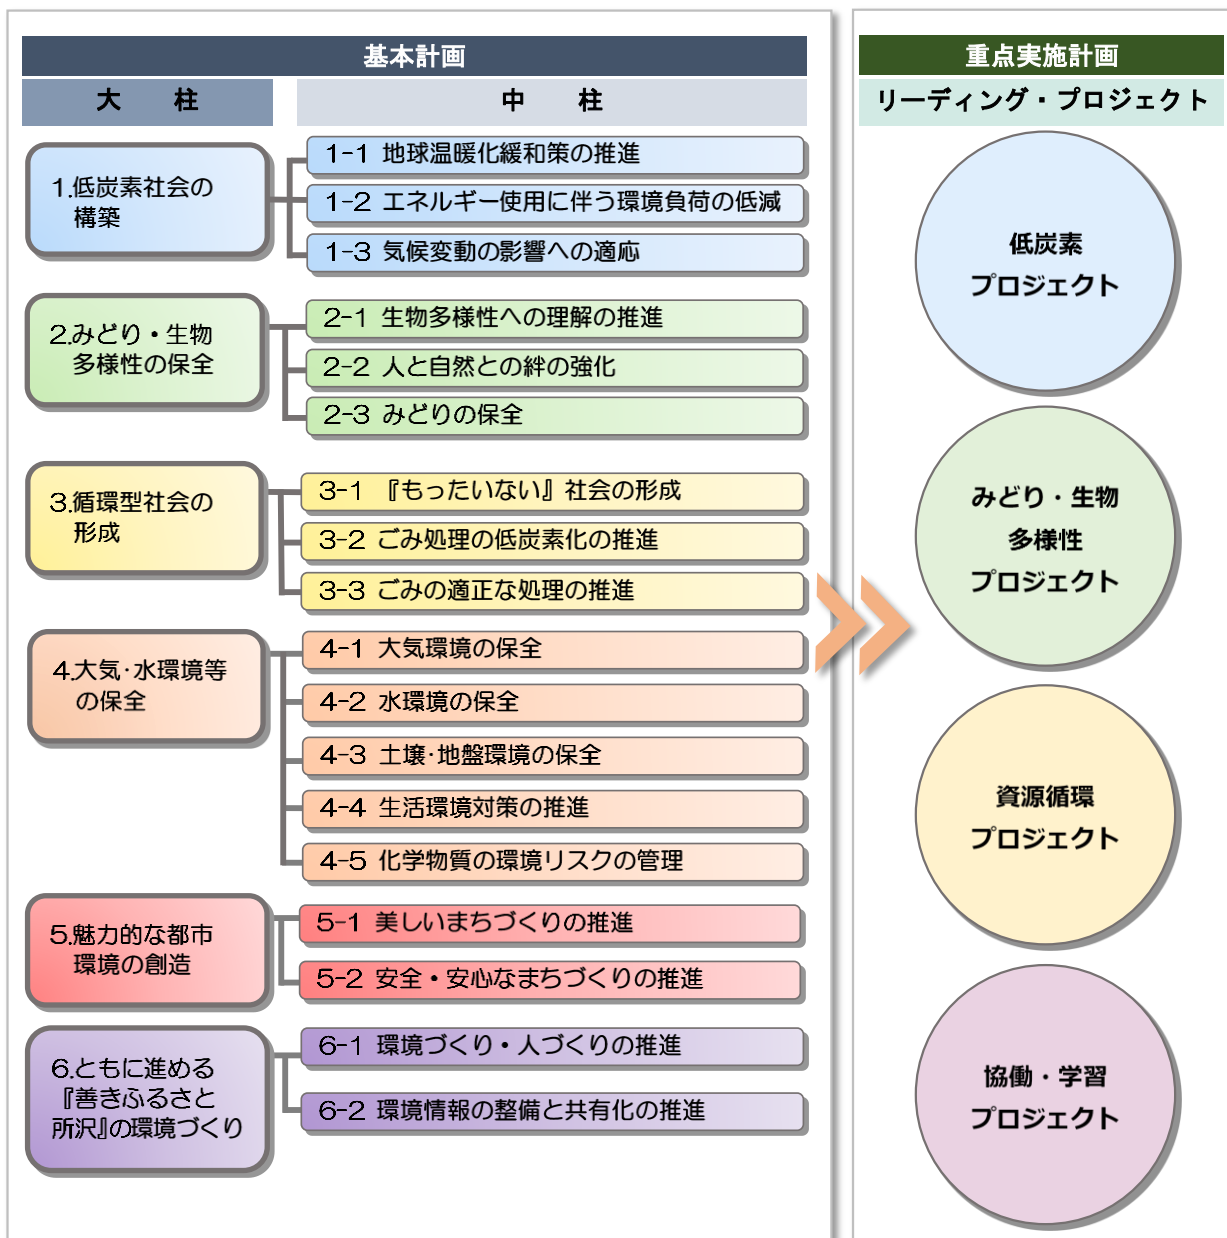 基本計画
大　柱
中　柱
1.低炭素社会の
構築
1-1 地球温暖化緩和策の推進
1-2 エネルギー使用に伴う環境負荷の低減
1-3 気候変動の影響への適応
2.みどり・生物
多様性の保全
2-1 生物多様性への理解の推進
2-2 人と自然との絆の強化
2-3 みどりの保全
3.循環型社会の
形成
3-1 『もったいない』社会の形成
3-2 ごみ処理の低炭素化の推進
3-3 ごみの適正な処理の推進
4.大気・水環境等
の保全
4-1 大気環境の保全
4-2 水環境の保全
4-3 土壌・地盤環境の保全
4-4 生活環境対策の推進
4-5 化学物質の環境リスクの管理
5.魅力的な都市
環境の創造
5-1 美しいまちづくりの推進
5-2 安全・安心なまちづくりの推進
6.ともに進める
『善きふるさと
所沢』の環境づくり
6-1 環境づくり・人づくりの推進
6-2 環境情報の整備と共有化の推進
重点実施計画
リーディング・プロジェクト
低炭素
プロジェクト
みどり・生物
多様性
プロジェクト
資源循環
プロジェクト
協働・学習
プロジェクト